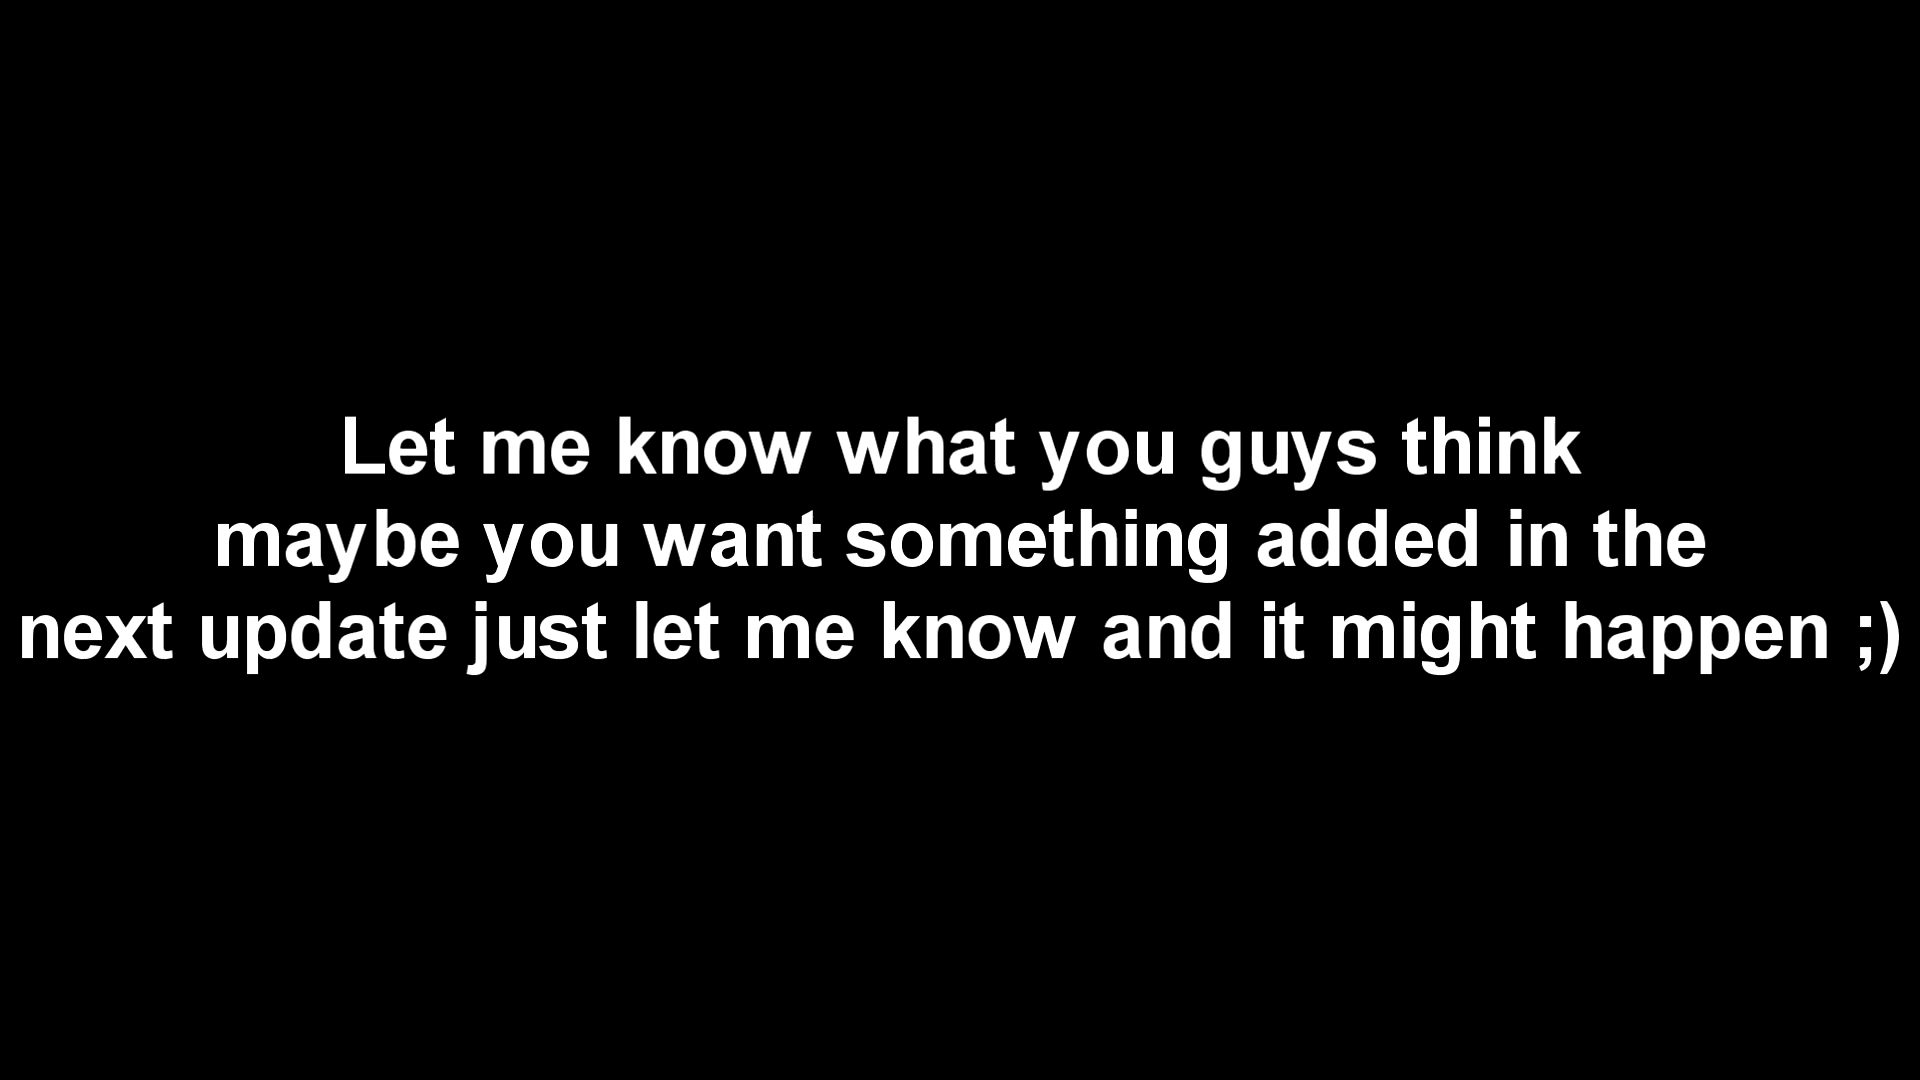 Let me know what you guys think
maybe you want something added in the
next update just let me know and it might happen ;)